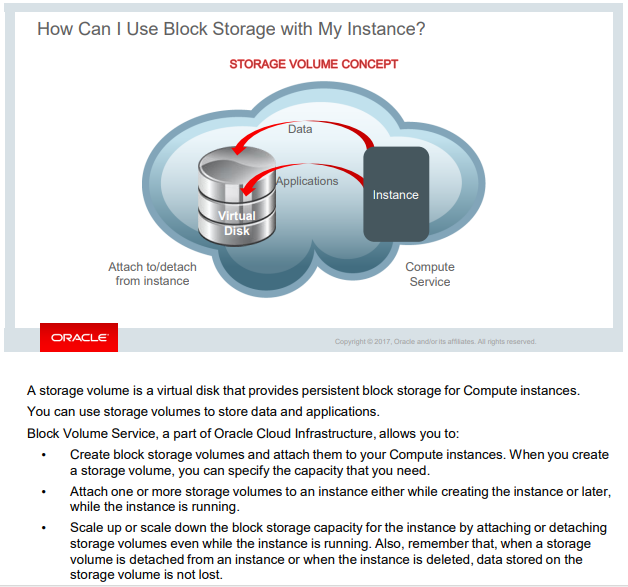 How Can I Use Block Storage with My Instance?
STORAGE VOLUME CONCEPT
Data
Applications
Instance
Virtual
Disk
Attach to/detach
from instance
Compute
Service
ORACLE
Copyright © 2017, Oracle and/or its affiliates. All rights reserved.
A storage volume is a virtual disk that provides persistent block storage for Compute instances.
You can use storage volumes to store data and applications.
Block Volume Service, a part of Oracle Cloud Infrastructure, allows you to:
• Create block storage volumes and attach them to your Compute instances. When you create
a storage volume, you can specify the capacity that you need.
• Attach one or more storage volumes to an instance either while creating the instance or later,
while the instance is running.
• Scale up or scale down the block storage capacity for the instance by attaching or detaching
storage volumes even while the instance is running. Also, remember that, when a storage
volume is detached from an instance or when the instance is deleted, data stored on the
storage volume is not lost.